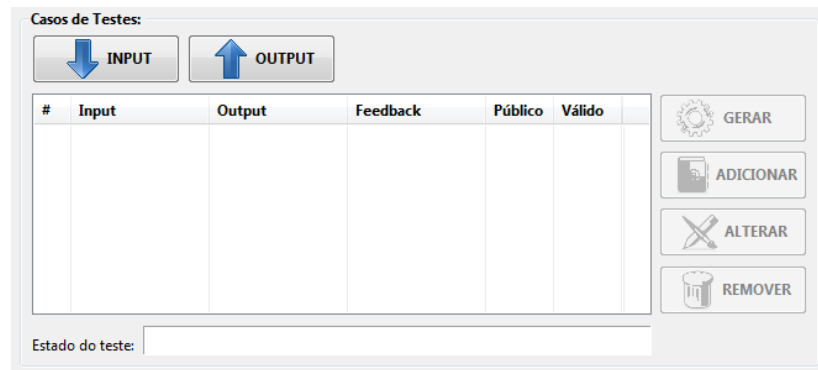 Casos de Testes:
INPUT OUTPUT
# Input Output Feedback Público Válido
GERAR
ADICIONAR
ALTERAR
REMOVER
Estado do teste: